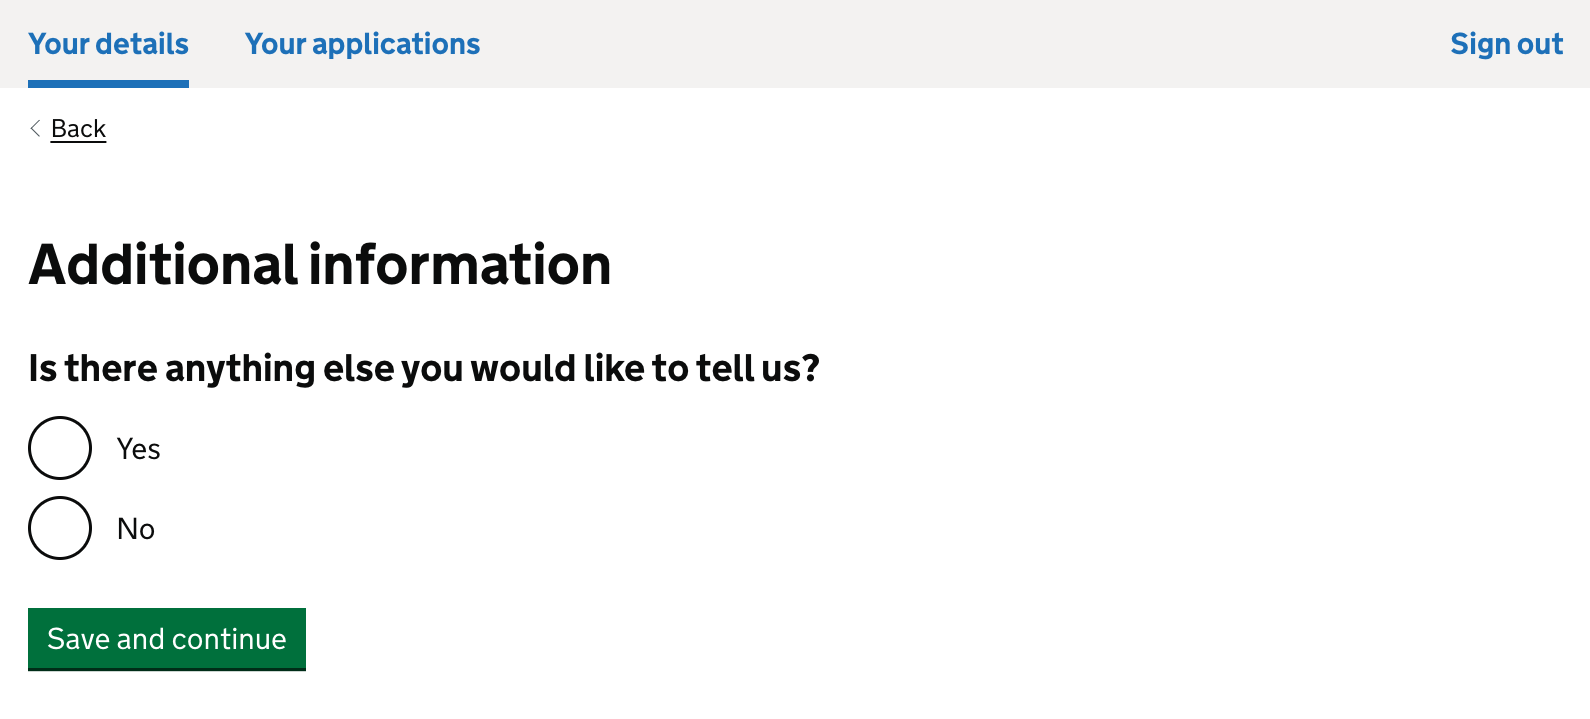 Your details Your applications Sign out
Back
Additional information
Is there anything else you would like to tell us?
Yes
No
Save and continue